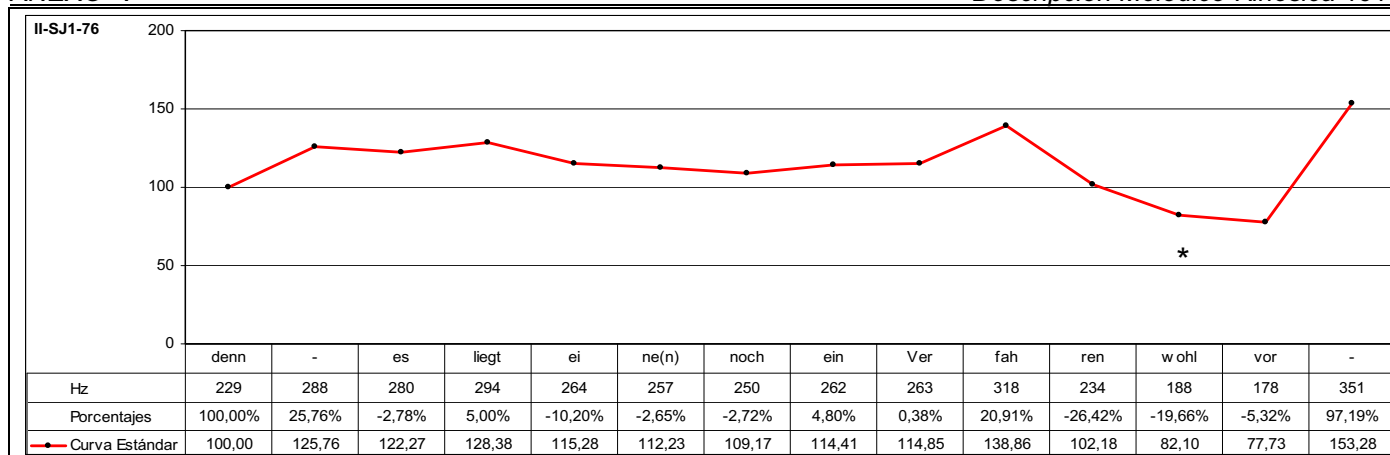 II-SJ1-76
200
150
100
50
0
*
denn - es liegt ei ne(n) noch ein Ver fah ren wohl vor -
Hz 229 288 280 294 264 257 250 262 263 318 234 188 178 351
Porcentajes 100,00% 25,76% -2,78% 5,00% -10,20% -2,65% -2,72% 4,80% 0,38% 20,91% -26,42% -19,66% -5,32% 97,19%
Curva Estándar 100,00 125,76 122,27 128,38 115,28 112,23 109,17 114,41 114,85 138,86 102,18 82,10 77,73 153,28